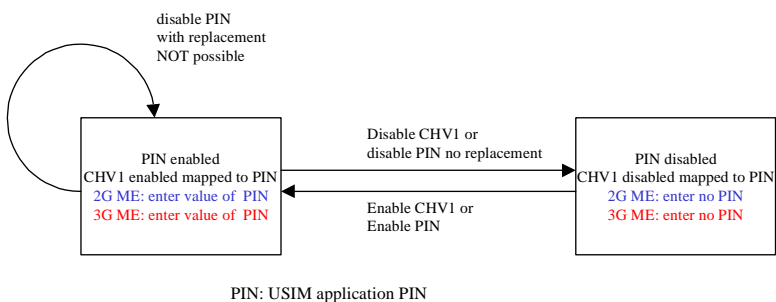 disable PIN
with replacement
NOT possible
PIN enabled
CHV1 enabled mapped to PIN
2G ME: enter value of PIN
3G ME: enter value of PIN
Disable CHV1 or
disable PIN no replacement
Enable CHV1 or
Enable PIN
PIN disabled
CHV1 disabled mapped to PIN
2G ME: enter no PIN
3G ME: enter no PIN
PIN: USIM application PIN